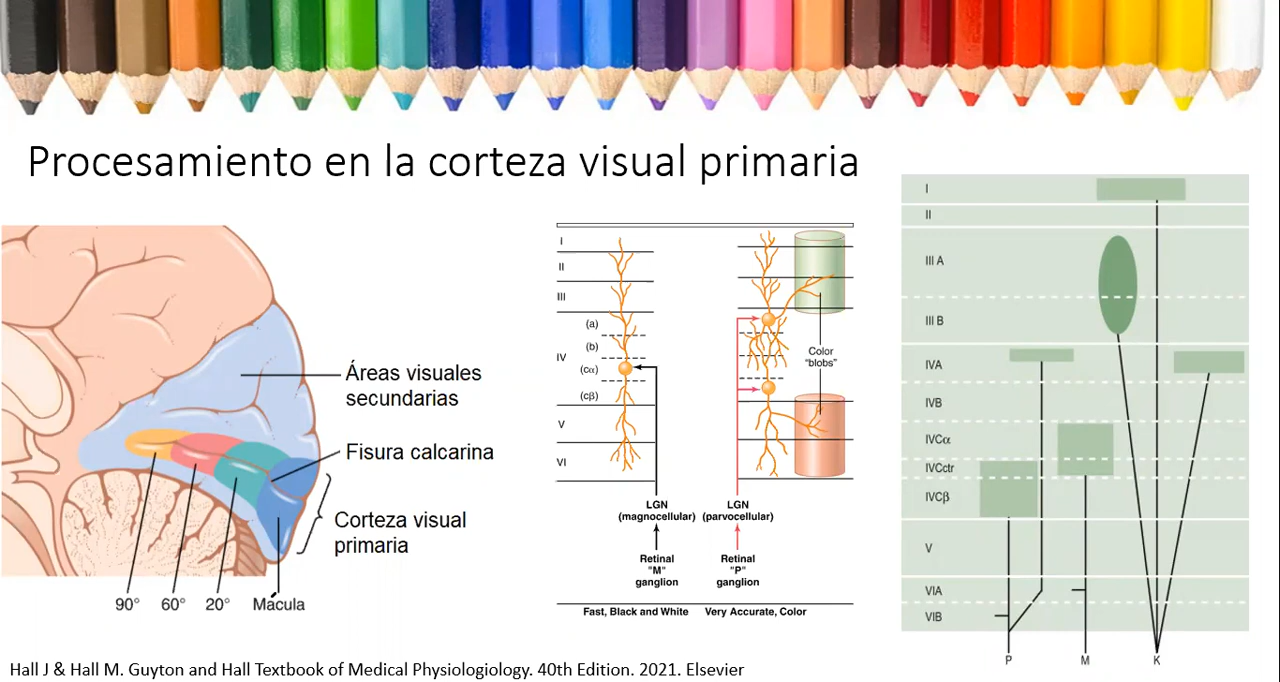 Procesamiento en la corteza visual primaria
Áreas visuales
secundarias
Fisura calcarina
Corteza visual
primaria
90°
60°
20°
Mácula
I
II
III
(a)
(b)
IV
(cα)
(cβ)
V
VI
Color
"blobs"
LGN
(magnocellular)
LGN
(parvocellular)
Retinal
"M"
ganglion
Retinal
"P"
ganglion
Fast, Black and White
Very Accurate, Color
I
II
III A
III B
IVA
IVB
IVCα
IVCctr
IVCβ
V
VIA
VIB
P
M
K
Hall J & Hall M. Guyton and Hall Textbook of Medical Physiologiology. 40th Edition. 2021. Elsevier